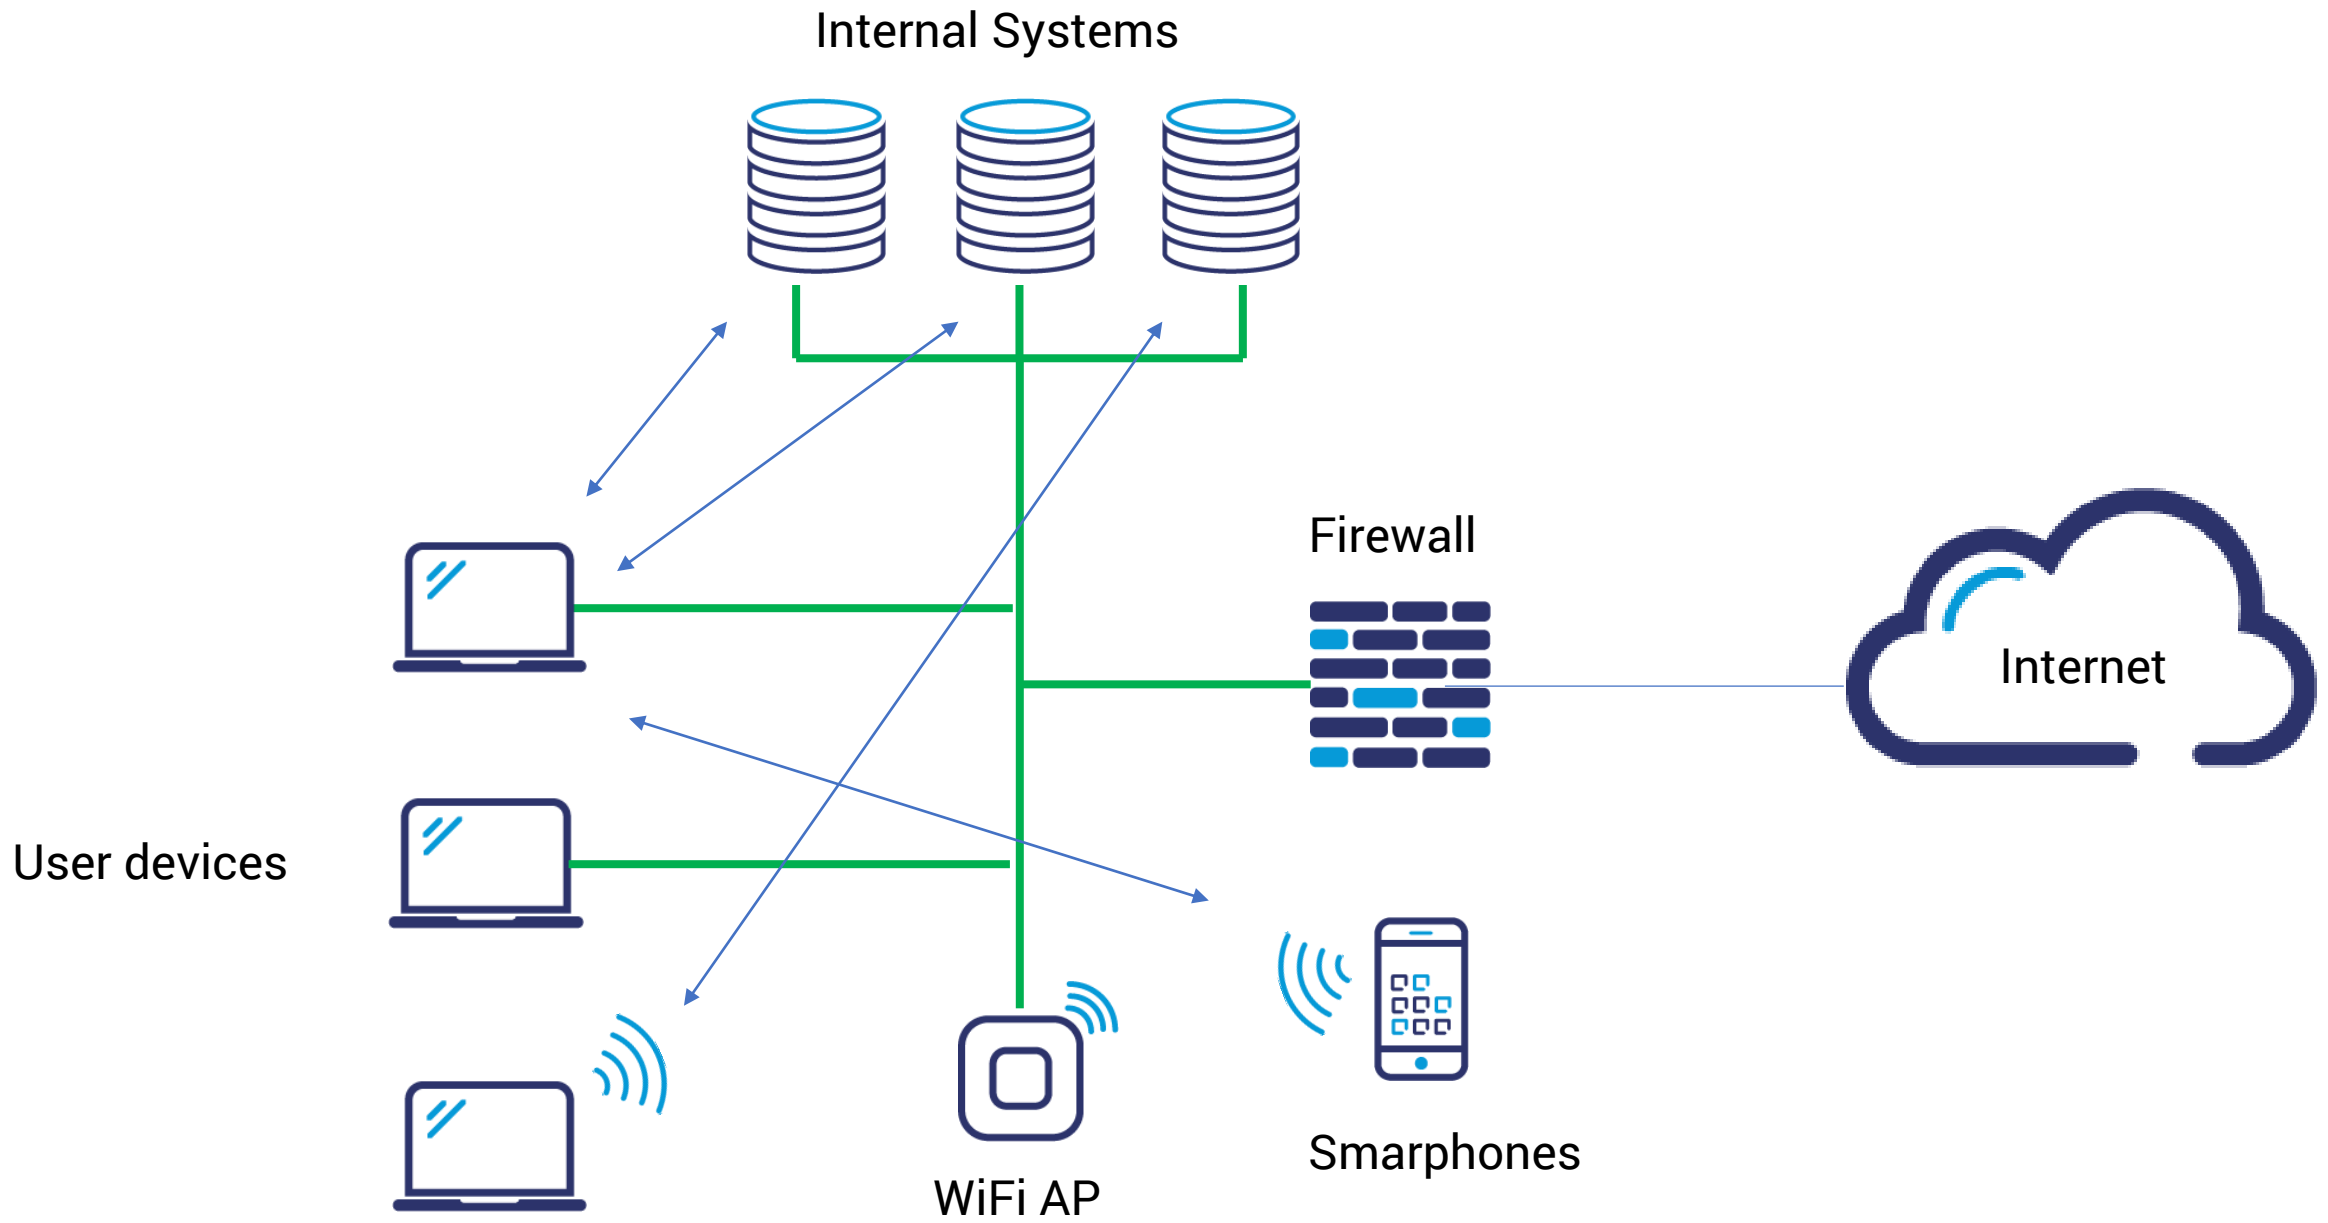 Internal Systems
Firewall
Internet
User devices
Smarphones
WiFi AP